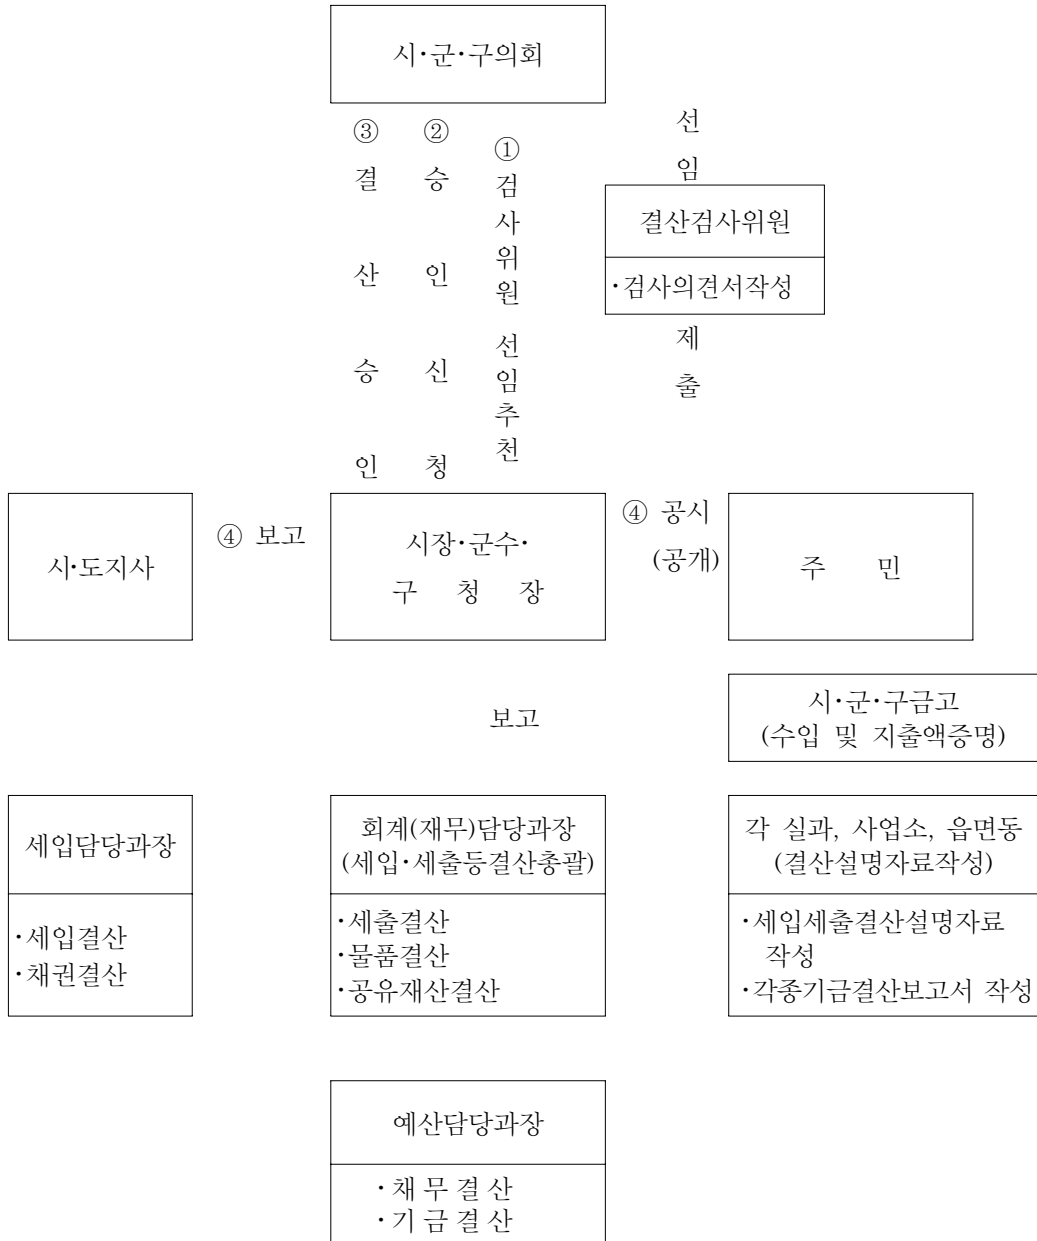 시·군·구의회
③ 결 산 승 인
② 승 인 신 청
① 검사위원 선임추천
선임
결산검사위원
·검사의견서작성
제출
시·도지사
④ 보고
시장·군수·
구 청 장
④ 공시
(공개)
주 민
보고
시·군·구금고
(수입 및 지출액증명)
세입담당과장
·세입결산
·채권결산
회계(재무)담당과장
(세입·세출등결산총괄)
·세출결산
·물품결산
·공유재산결산
각 실과, 사업소, 읍면동
(결산설명자료작성)
·세입세출결산설명자료
작성
·각종기금결산보고서 작성
예산담당과장
·채 무 결 산
·기 금 결 산